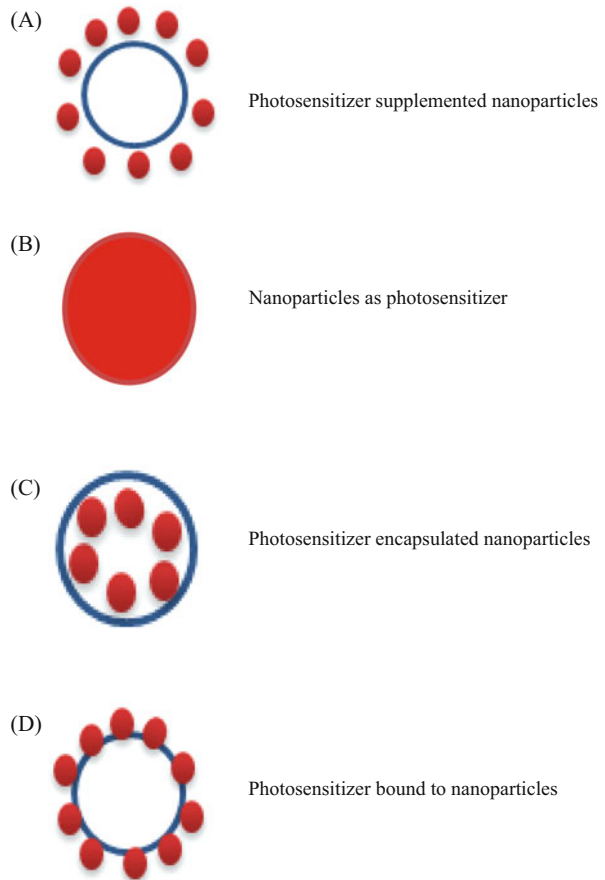 (A)
Photosensitizer supplemented nanoparticles
(B)
Nanoparticles as photosensitizer
(C)
Photosensitizer encapsulated nanoparticles
(D)
Photosensitizer bound to nanoparticles